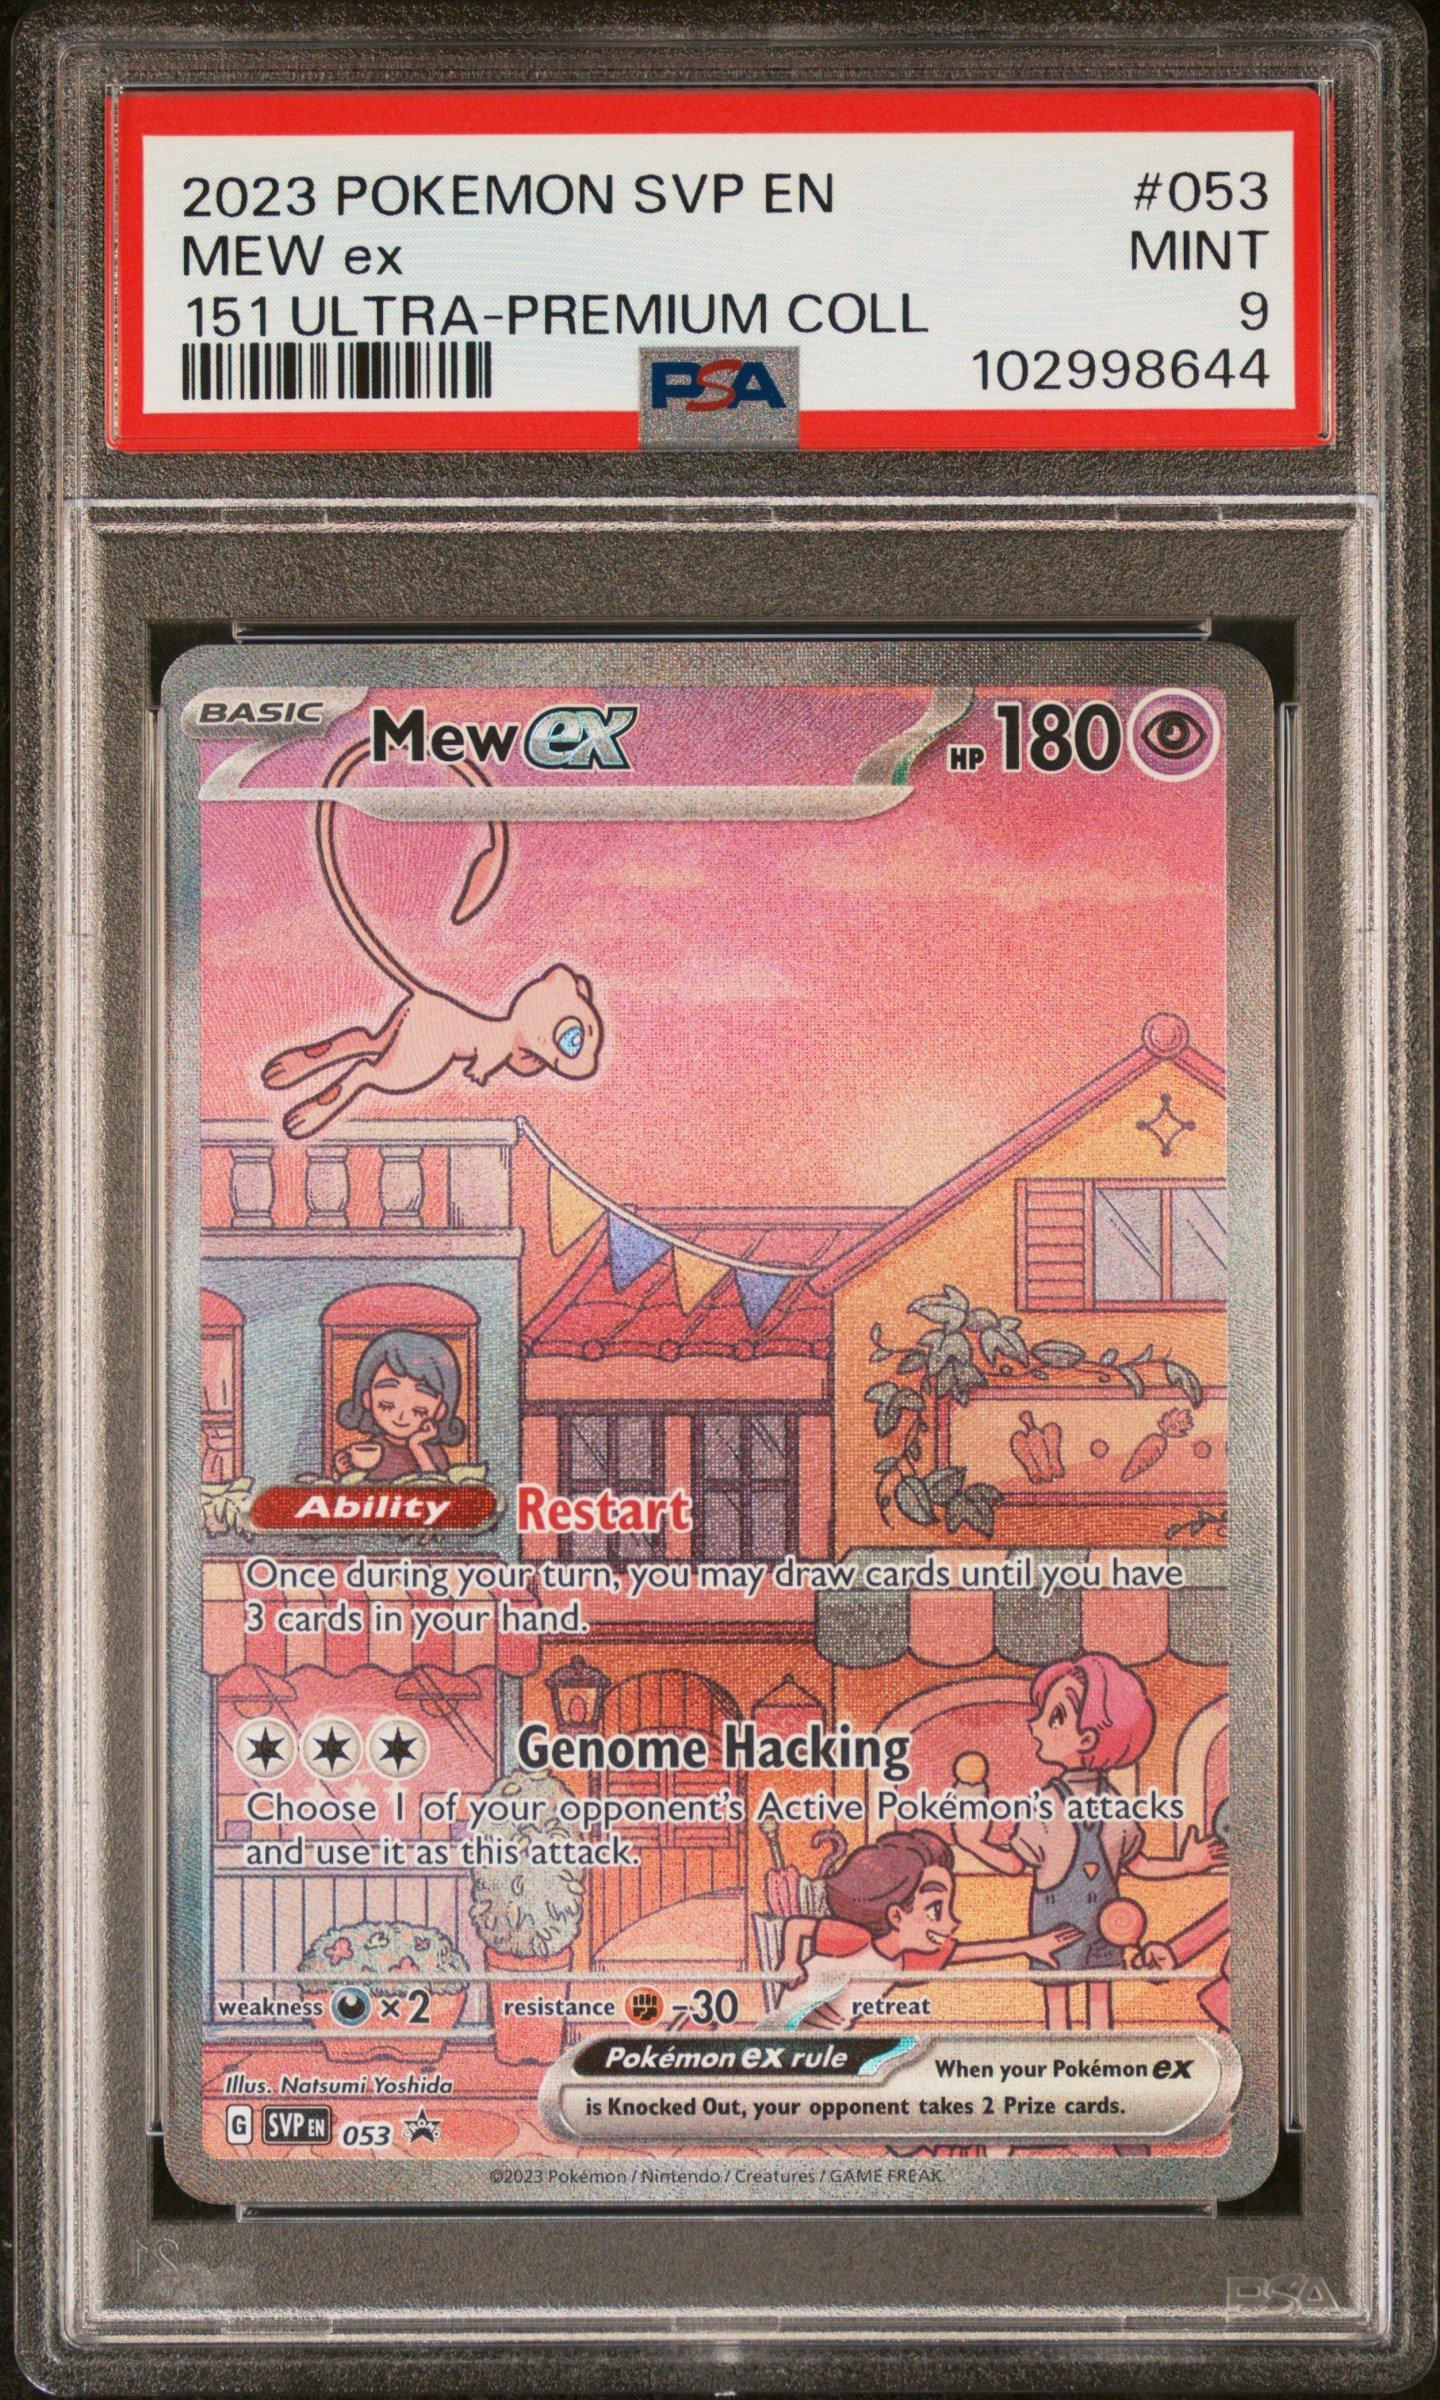 2023 POKEMON SVP EN #053
MEW ex MINT
151 ULTRA-PREMIUM COLL 9
PSA 102998644
BASIC Mew ex HP 180
Ability Restart
Once during your turn, you may draw cards until you have
3 cards in your hand.
Genome Hacking
Choose 1 of your opponent's Active Pokémon's attacks
and use it as this attack.
weakness ×2 resistance -30 retreat
Pokémon ex rule When your Pokémon ex
is Knocked Out, your opponent takes 2 Prize cards.
Illus. Natsumi Yoshida
G SVP EN 053 PROMO
©2023 Pokémon / Nintendo / Creatures / GAME FREAK
PSA